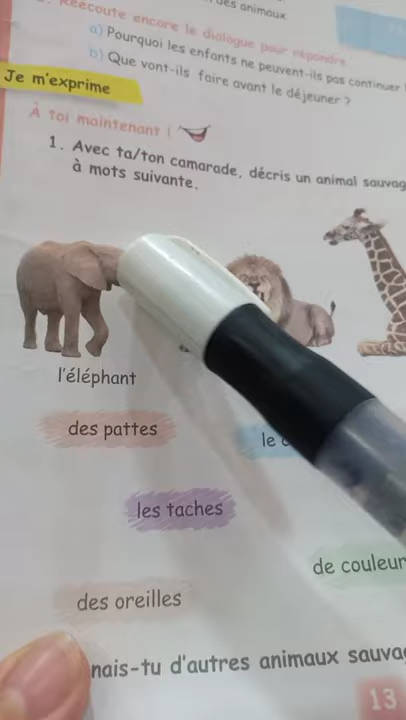 des animaux
Réécoute encore le dialogue pour répondre
a) Pourquoi les enfants ne peuvent-ils pas continuer
b) Que vont-ils faire avant le déjeuner ?
Je m'exprime
À toi maintenant !
1. Avec ta/ton camarade, décris un animal sauvag
à mots suivante.
l'éléphant
des pattes
le
les taches
de couleur
des oreilles
nais-tu d'autres animaux sauva
13